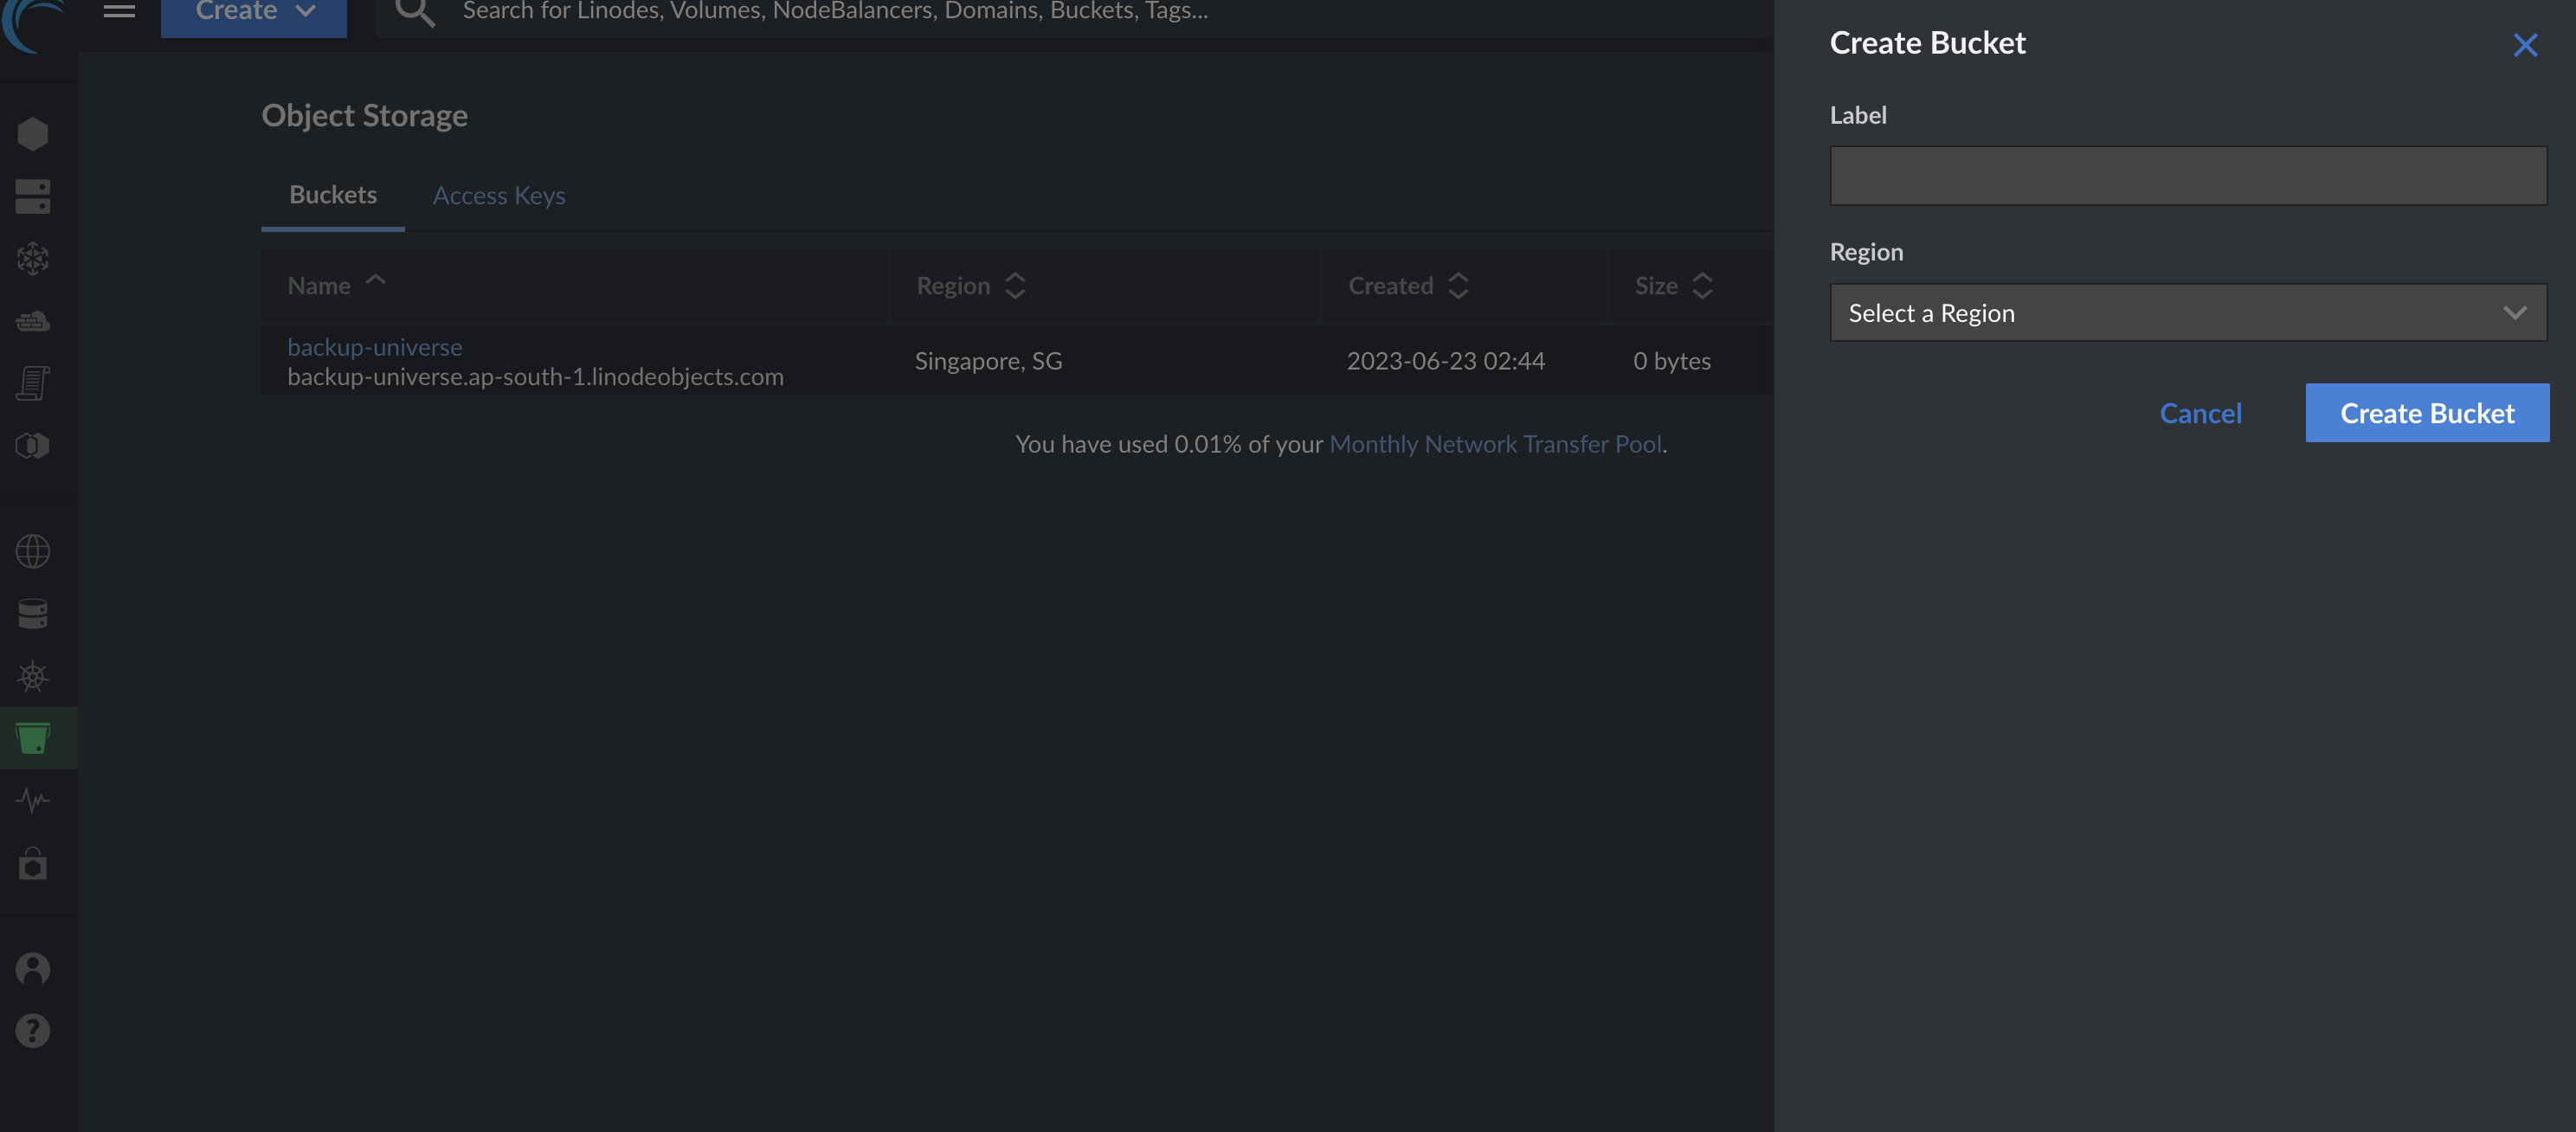 Create
Search for Linodes, Volumes, NodeBalancers, Domains, Buckets, Tags...
Object Storage
Buckets Access Keys
Name Region Created Size
backup-universe
backup-universe.ap-south-1.linodeobjects.com
Singapore, SG 2023-06-23 02:44 0 bytes
You have used 0.01% of your Monthly Network Transfer Pool.
Create Bucket
Label
Region
Select a Region
Cancel Create Bucket